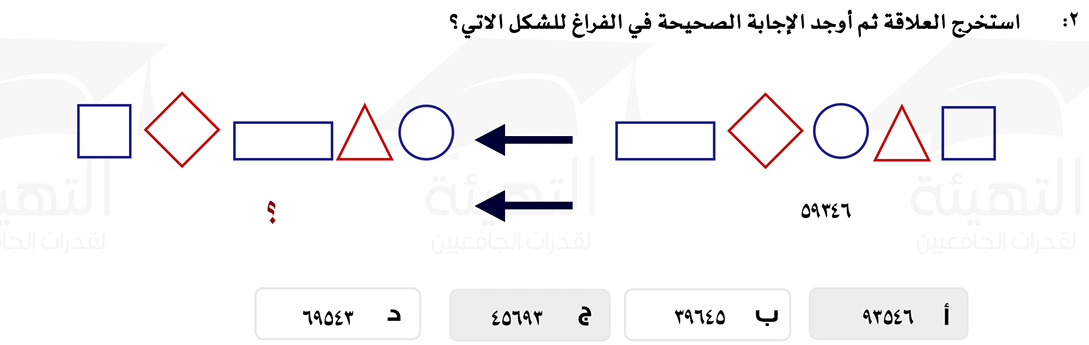 ٢: استخرج العلاقة ثم أوجد الإجابة الصحيحة في الفراغ للشكل الاتي؟
التهيئة التهيئة التهيئة
لقدرات الجامعيين لقدرات الجامعيين لقدرات الجا
٥٩٣٤٦ ؟
أ ٩٣٥٤٦ ب ٣٩٦٤٥ ج ٤٥٦٩٣ د ٦٩٥٤٣